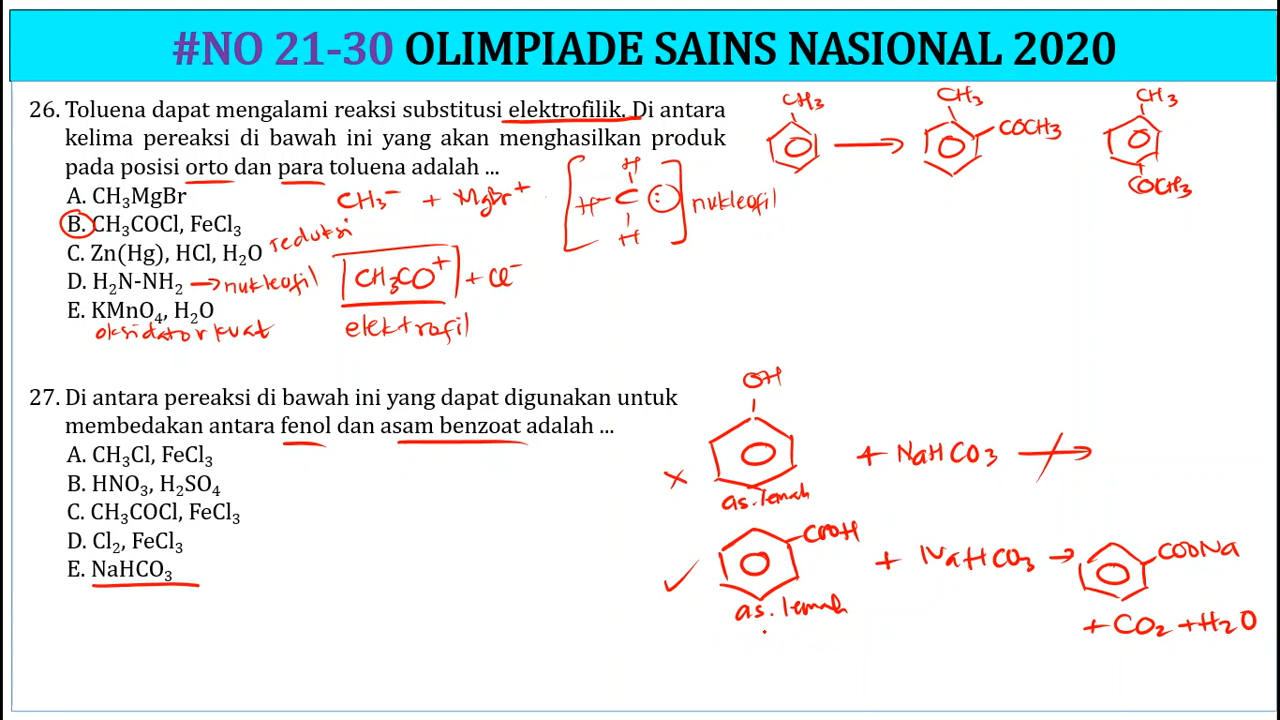 #NO 21-30 OLIMPIADE SAINS NASIONAL 2020
26. Toluena dapat mengalami reaksi substitusi elektrofilik. Di antara
kelima pereaksi di bawah ini yang akan menghasilkan produk
pada posisi orto dan para toluena adalah ...
A. CH₃MgBr
B. CH₃COCl, FeCl₃
C. Zn(Hg), HCl, H₂O
reduksi
D. H₂N-NH₂ → nukleofil
E. KMnO₄, H₂O
oksidator kuat
CH₃⁻ + MgBr⁺
H
H - C :
H
nukleofil
CH₃CO⁺ + Cl⁻
elektrofil
CH₃
CH₃
COCH₃
CH₃
COCH₃
27. Di antara pereaksi di bawah ini yang dapat digunakan untuk
membedakan antara fenol dan asam benzoat adalah ...
A. CH₃Cl, FeCl₃
B. HNO₃, H₂SO₄
C. CH₃COCl, FeCl₃
D. Cl₂, FeCl₃
E. NaHCO₃
OH
+ NaHCO₃ →
as. lemah
COOH
+ NaHCO₃ → COONa
as. lemah
+ CO₂ + H₂O